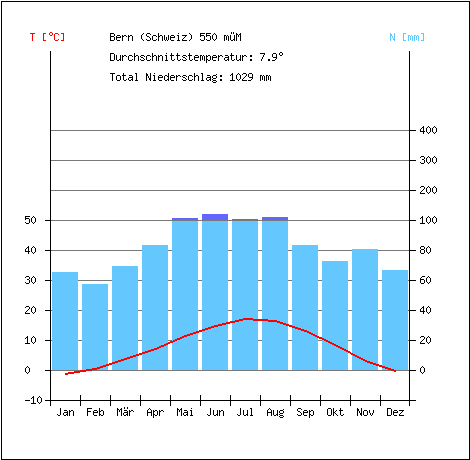 T [°C] Bern (Schweiz) 550 müM N [mm]
Durchschnittstemperatur: 7.9°
Total Niederschlag: 1029 mm
400
300
200
50 100
40 80
30 60
20 40
10 20
0 0
-10
Jan Feb Mär Apr Mai Jun Jul Aug Sep Okt Nov Dez